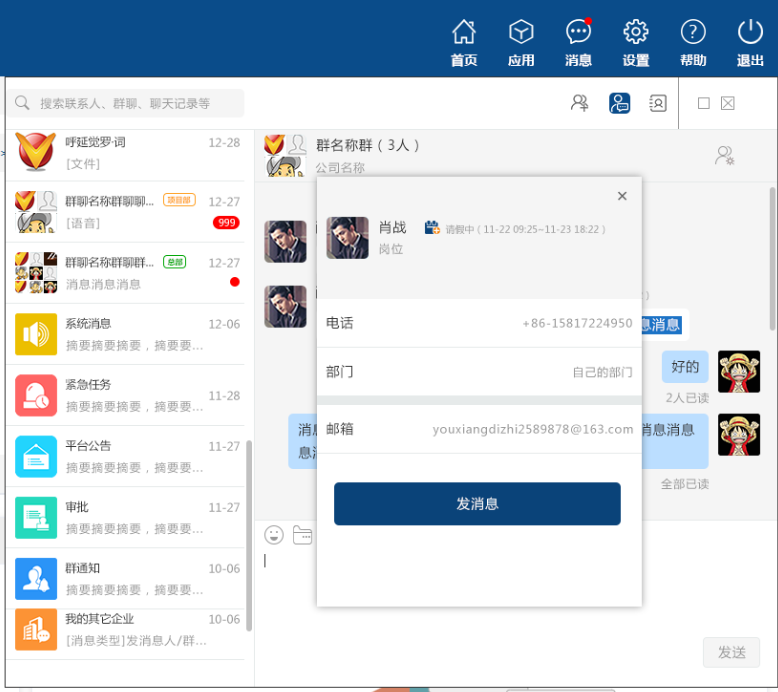 首页
应用
消息
设置
帮助
退出
搜索联系人、群聊、聊天记录等
呼延觉罗·词
12-28
[文件]
群聊名称群聊聊...
项目部
12-27
[语音]
999
群聊名称群聊群...
总部
12-27
消息消息消息
系统消息
12-06
摘要摘要摘要，摘要要...
紧急任务
11-28
摘要摘要摘要，摘要要...
平台公告
11-27
摘要摘要摘要，摘要要...
审批
11-27
摘要摘要摘要，摘要要...
群通知
10-06
摘要摘要摘要，摘要要...
我的其它企业
10-06
[消息类型]发消息人/群...
群名称群（3人）
公司名称
肖战
请假中（11-22 09:25~11-23 18:22）
岗位
电话
+86-15817224950
部门
自己的部门
邮箱
youxiangdizhi2589878@163.com
发消息
息消息
好的
2人已读
消息消息
全部已读
发送